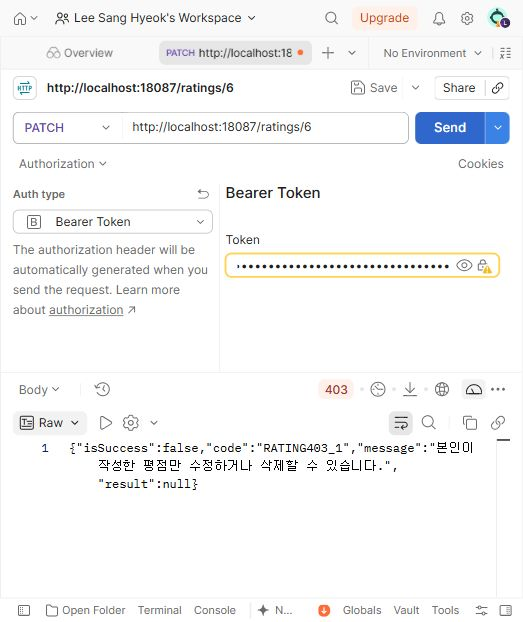 Lee Sang Hyeok's Workspace
Upgrade
L
Overview
PATCH http://localhost:18
No Environment
HTTP
http://localhost:18087/ratings/6
Save
Share
PATCH
http://localhost:18087/ratings/6
Send
Authorization
Cookies
Auth type
B Bearer Token
The authorization header will be
automatically generated when you
send the request. Learn more
about authorization ↗
Bearer Token
Token
Body
403
Raw
1 {"isSuccess":false,"code":"RATING403_1","message":"본인이
작성한 평점만 수정하거나 삭제할 수 있습니다.",
"result":null}
Open Folder
Terminal
Console
N...
Globals
Vault
Tools